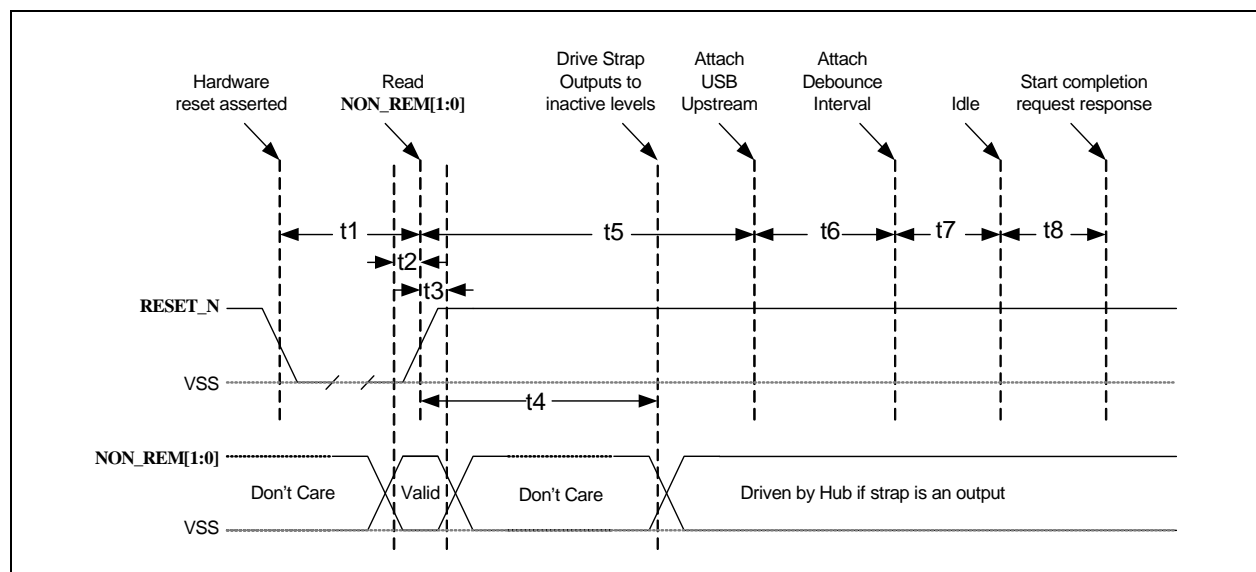 Hardware
reset asserted
Read
NON_REM[1:0]
Drive Strap
Outputs to
inactive levels
Attach
USB
Upstream
Attach
Debounce
Interval
Idle
Start completion
request response
t1
t5
t6
t7
t8
t2
t3
RESET_N
VSS
t4
NON_REM[1:0]
Don't Care
Valid
Don't Care
Driven by Hub if strap is an output
VSS